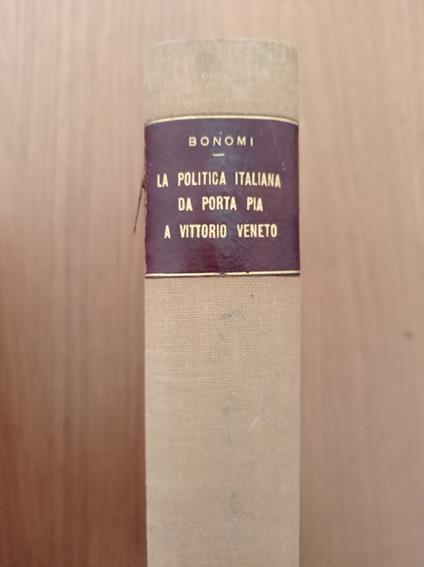 BONOMI
LA POLITICA ITALIANA
DA PORTA PIA
A VITTORIO VENETO